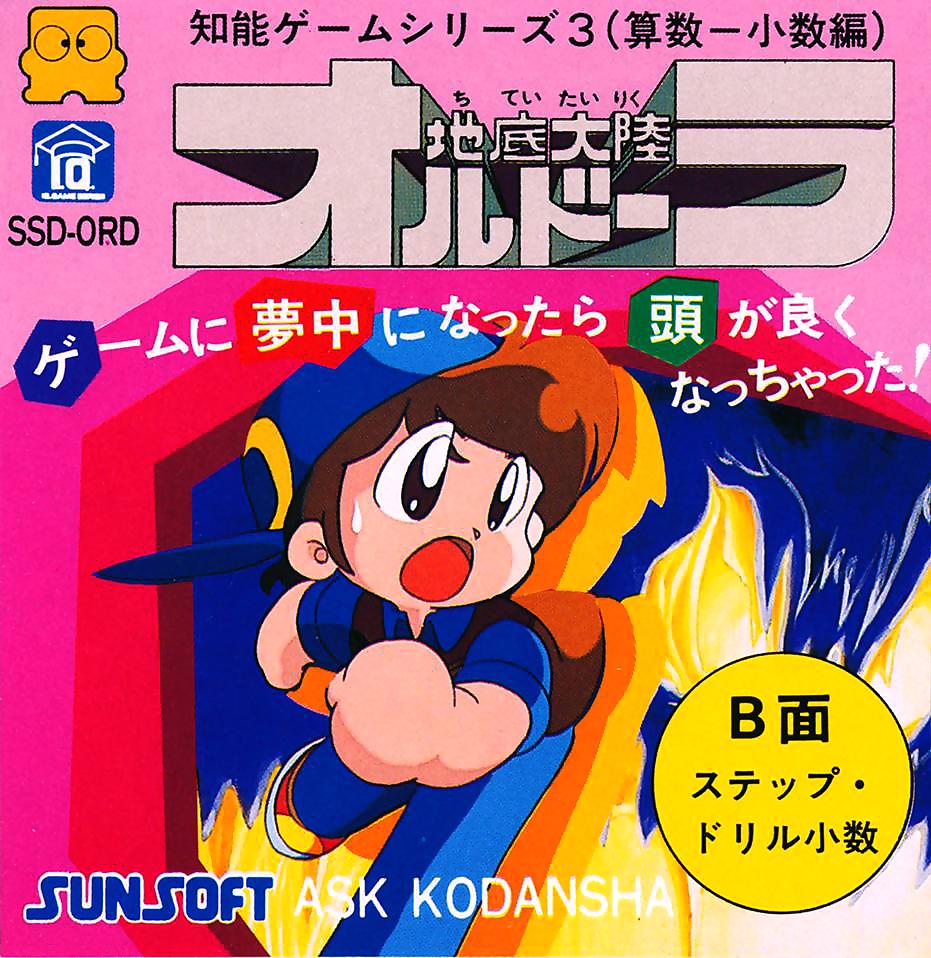 知能ゲームシリーズ3(算数ー小数編)
ち てい たい りく
地底大陸
オルドーラ
IQ
SSD-ORD
ゲームに夢中になったら頭が良く
なっちゃった!
B面
ステップ・
ドリル小数
SUNSOFT ASK KODANSHA